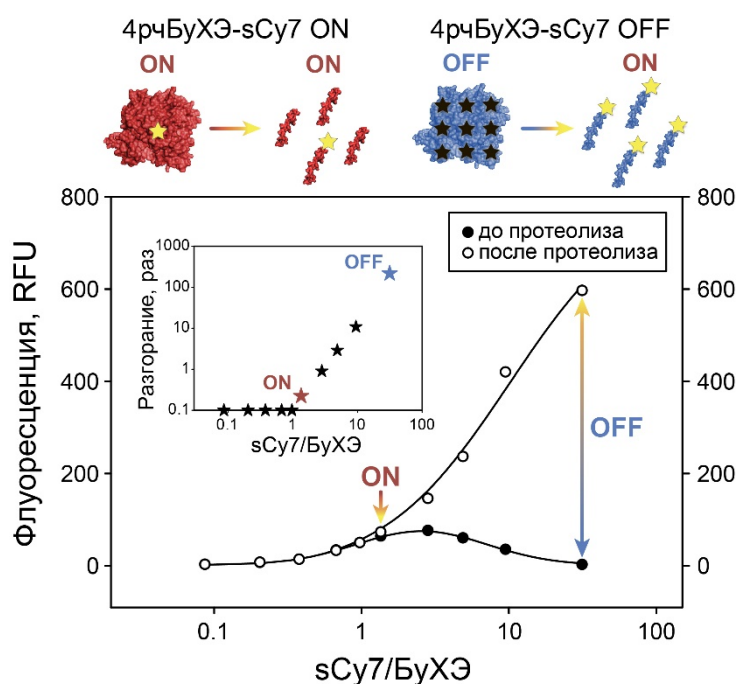 4рчБуХЭ-sCy7 ON
4рчБуХЭ-sCy7 OFF
ON
ON
OFF
ON
800
600
400
200
0
Флуоресценция, RFU
800
600
400
200
0
до протеолиза
после протеолиза
1000
100
10
1
0.1
Разгорание, раз
OFF
ON
0.1
1
10
100
sCy7/БуХЭ
ON
OFF
0.1
1
10
100
sCy7/БуХЭ